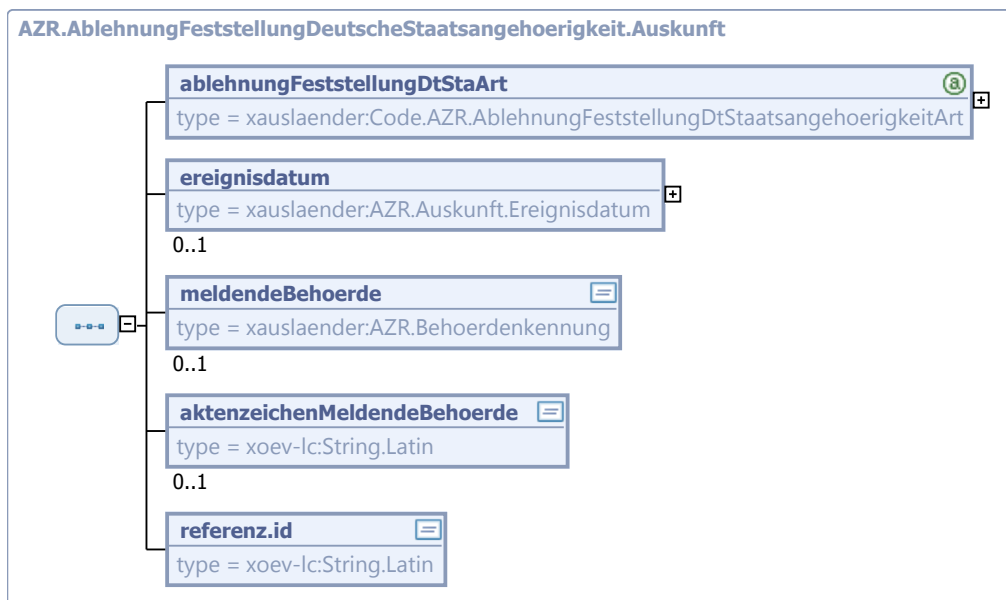 AZR.AblehnungFeststellungDeutscheStaatsangehoerigkeit.Auskunft
ablehnungFeststellungDtStaArt
type = xauslaender:Code.AZR.AblehnungFeststellungDtStaatsangehoerigkeitArt
ereignisdatum
type = xauslaender:AZR.Auskunft.Ereignisdatum
0..1
meldendeBehoerde
type = xauslaender:AZR.Behoerdenkennung
0..1
aktenzeichenMeldendeBehoerde
type = xoev-lc:String.Latin
0..1
referenz.id
type = xoev-lc:String.Latin